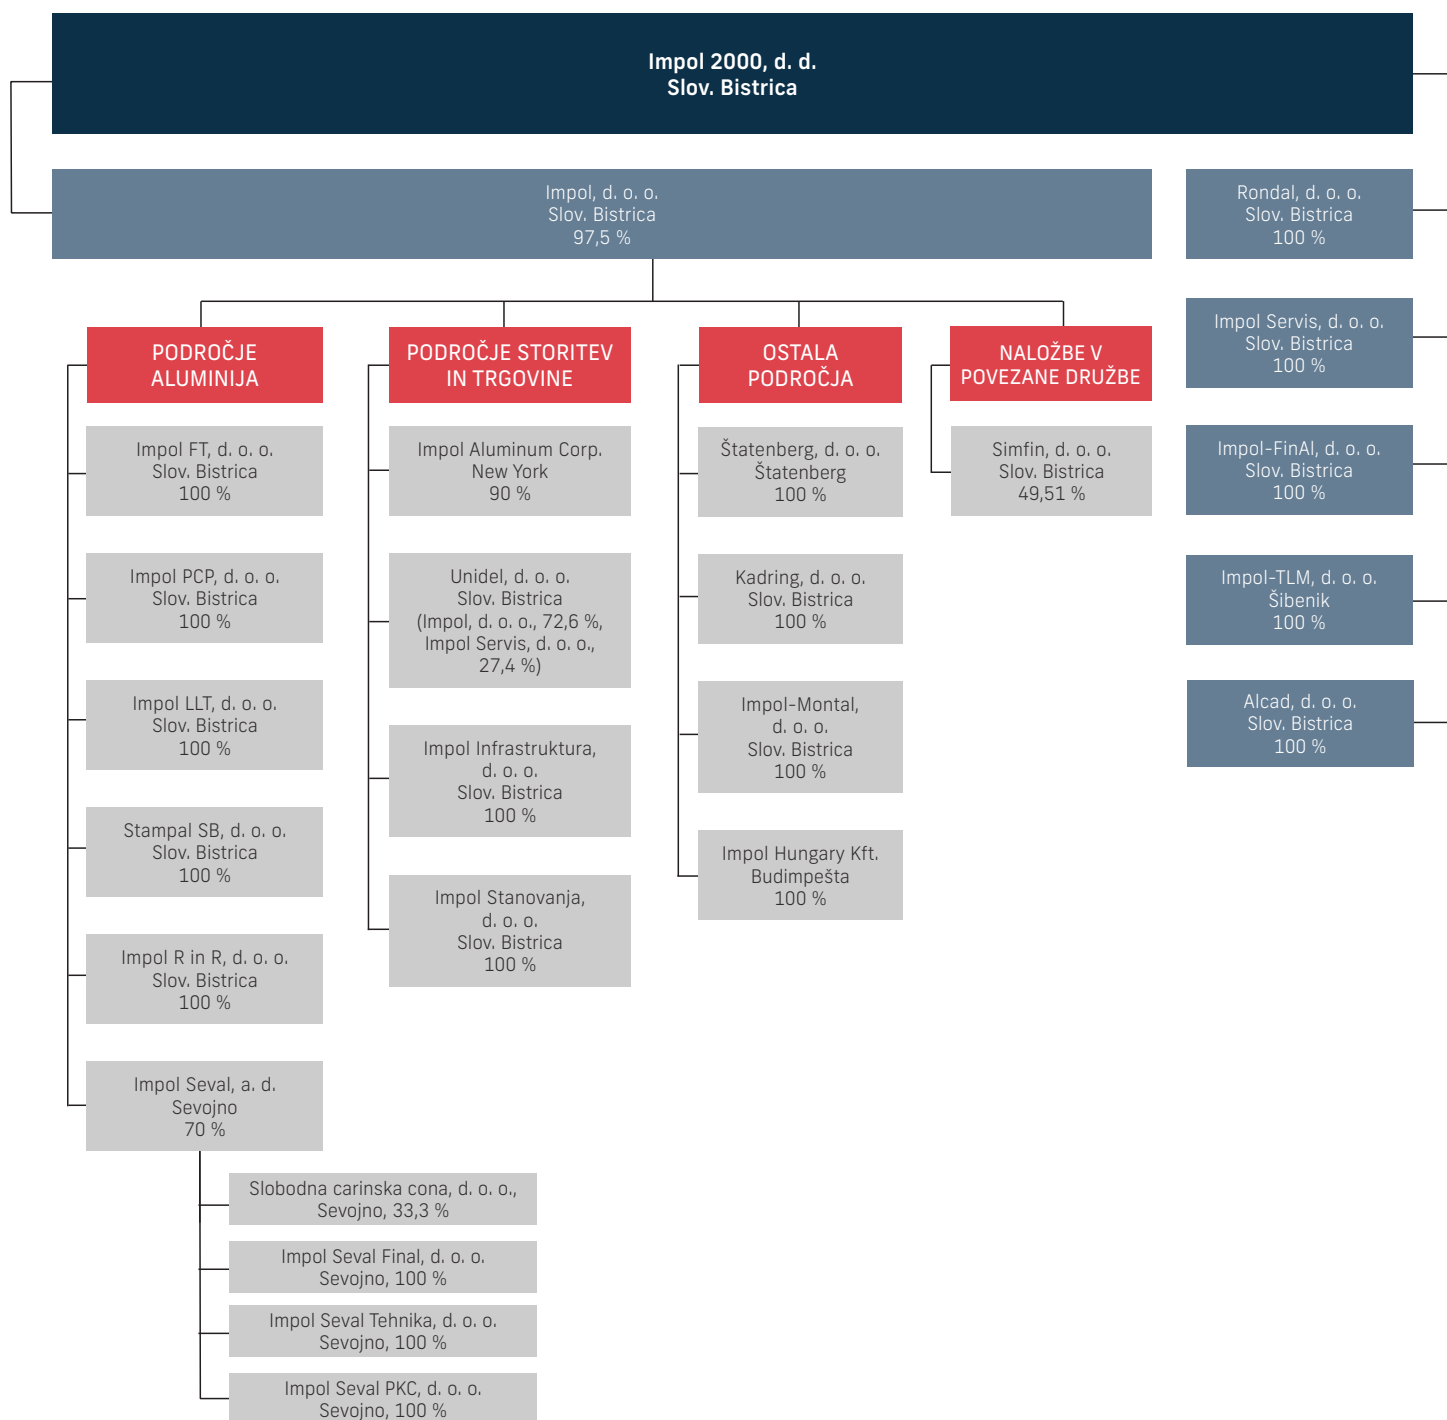 Impol 2000, d. d.
Slov. Bistrica
Impol, d. o. o.
Slov. Bistrica
97,5 %
Rondal, d. o. o.
Slov. Bistrica
100 %
Impol Servis, d. o. o.
Slov. Bistrica
100 %
Impol-FinAl, d. o. o.
Slov. Bistrica
100 %
Impol-TLM, d. o. o.
Šibenik
100 %
Alcad, d. o. o.
Slov. Bistrica
100 %
PODROČJE
ALUMINIJA
Impol FT, d. o. o.
Slov. Bistrica
100 %
Impol PCP, d. o. o.
Slov. Bistrica
100 %
Impol LLT, d. o. o.
Slov. Bistrica
100 %
Stampal SB, d. o. o.
Slov. Bistrica
100 %
Impol R in R, d. o. o.
Slov. Bistrica
100 %
Impol Seval, a. d.
Sevojno
70 %
Slobodna carinska cona, d. o. o.,
Sevojno, 33,3 %
Impol Seval Final, d. o. o.
Sevojno, 100 %
Impol Seval Tehnika, d. o. o.
Sevojno, 100 %
Impol Seval PKC, d. o. o.
Sevojno, 100 %
PODROČJE STORITEV
IN TRGOVINE
Impol Aluminum Corp.
New York
90 %
Unidel, d. o. o.
Slov. Bistrica
(Impol, d. o. o., 72,6 %,
Impol Servis, d. o. o.,
27,4 %)
Impol Infrastruktura,
d. o. o.
Slov. Bistrica
100 %
Impol Stanovanja,
d. o. o.
Slov. Bistrica
100 %
OSTALA
PODROČJA
Štatenberg, d. o. o.
Štatenberg
100 %
Kadring, d. o. o.
Slov. Bistrica
100 %
Impol-Montal,
d. o. o.
Slov. Bistrica
100 %
Impol Hungary Kft.
Budimpešta
100 %
NALOŽBE V
POVEZANE DRUŽBE
Simfin, d. o. o.
Slov. Bistrica
49,51 %